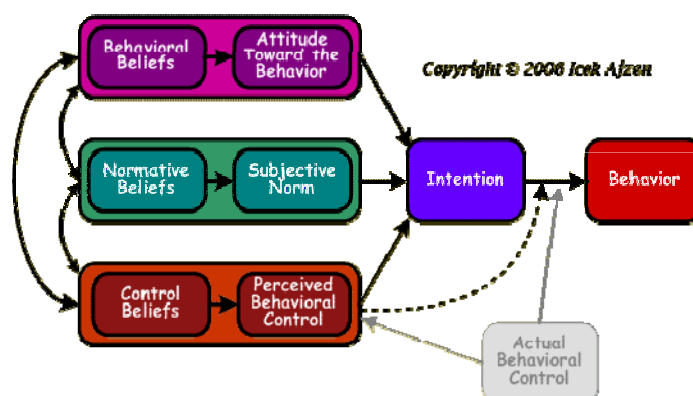 Behavioral
Beliefs
Attitude
Toward the
Behavior
Copyright © 2006 Icek Ajzen
Normative
Beliefs
Subjective
Norm
Intention
Behavior
Control
Beliefs
Perceived
Behavioral
Control
Actual
Behavioral
Control